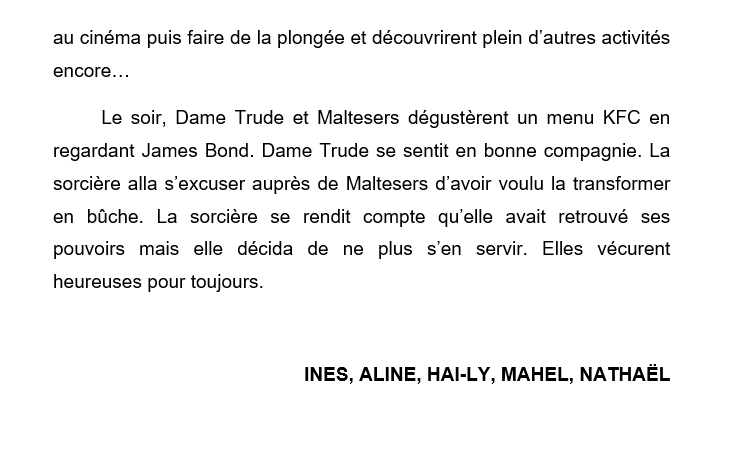 au cinéma puis faire de la plongée et découvrirent plein d’autres activités
encore…
Le soir, Dame Trude et Maltesers dégustèrent un menu KFC en
regardant James Bond. Dame Trude se sentit en bonne compagnie. La
sorcière alla s’excuser auprès de Maltesers d’avoir voulu la transformer
en bûche. La sorcière se rendit compte qu’elle avait retrouvé ses
pouvoirs mais elle décida de ne plus s’en servir. Elles vécurent
heureuses pour toujours.
INES, ALINE, HAI-LY, MAHEL, NATHAËL